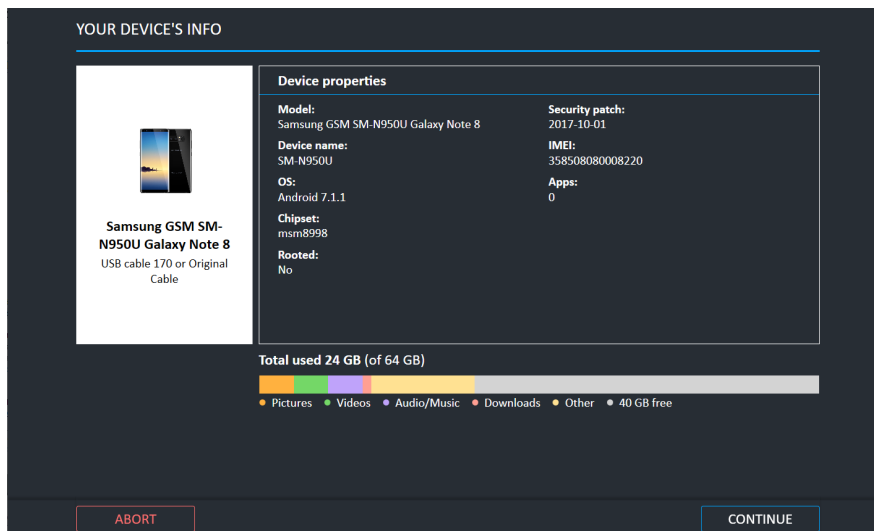 YOUR DEVICE'S INFO
Samsung GSM SM-
N950U Galaxy Note 8
USB cable 170 or Original
Cable
Device properties
Model:
Samsung GSM SM-N950U Galaxy Note 8
Device name:
SM-N950U
OS:
Android 7.1.1
Chipset:
msm8998
Rooted:
No
Security patch:
2017-10-01
IMEI:
358508080008220
Apps:
0
Total used 24 GB (of 64 GB)
Pictures Videos Audio/Music Downloads Other 40 GB free
ABORT CONTINUE